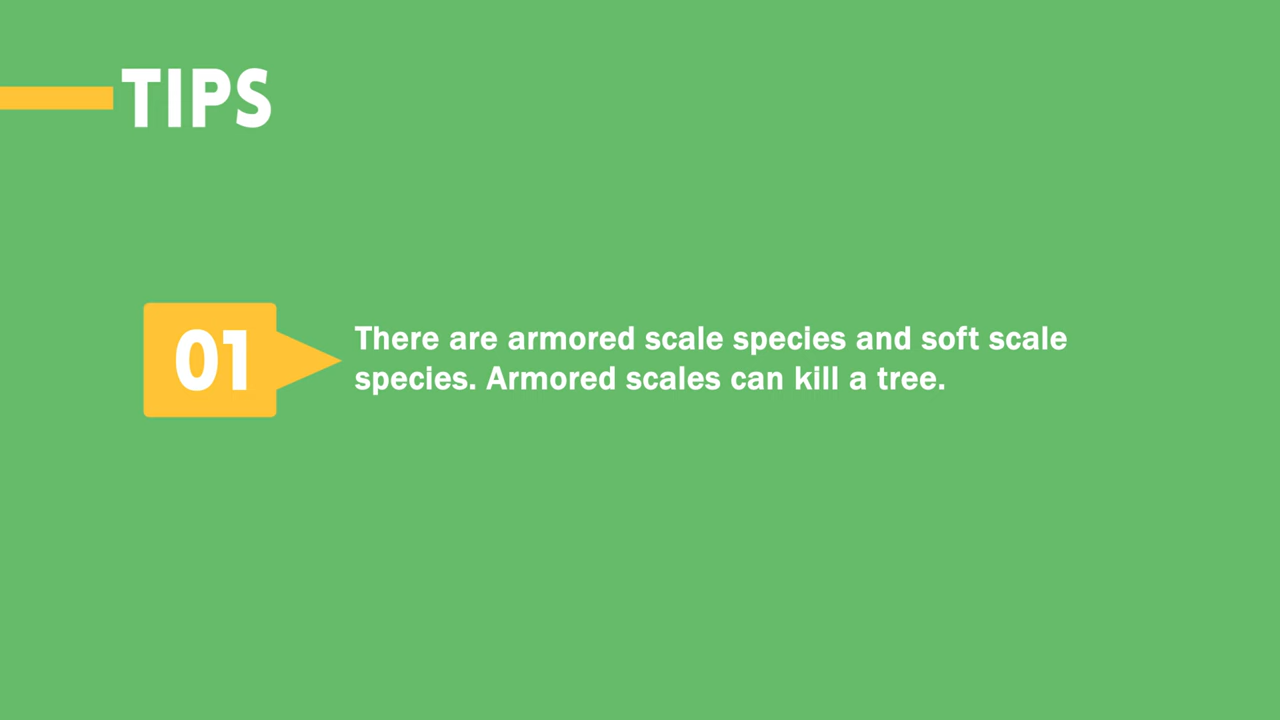 TIPS
01
There are armored scale species and soft scale
species. Armored scales can kill a tree.